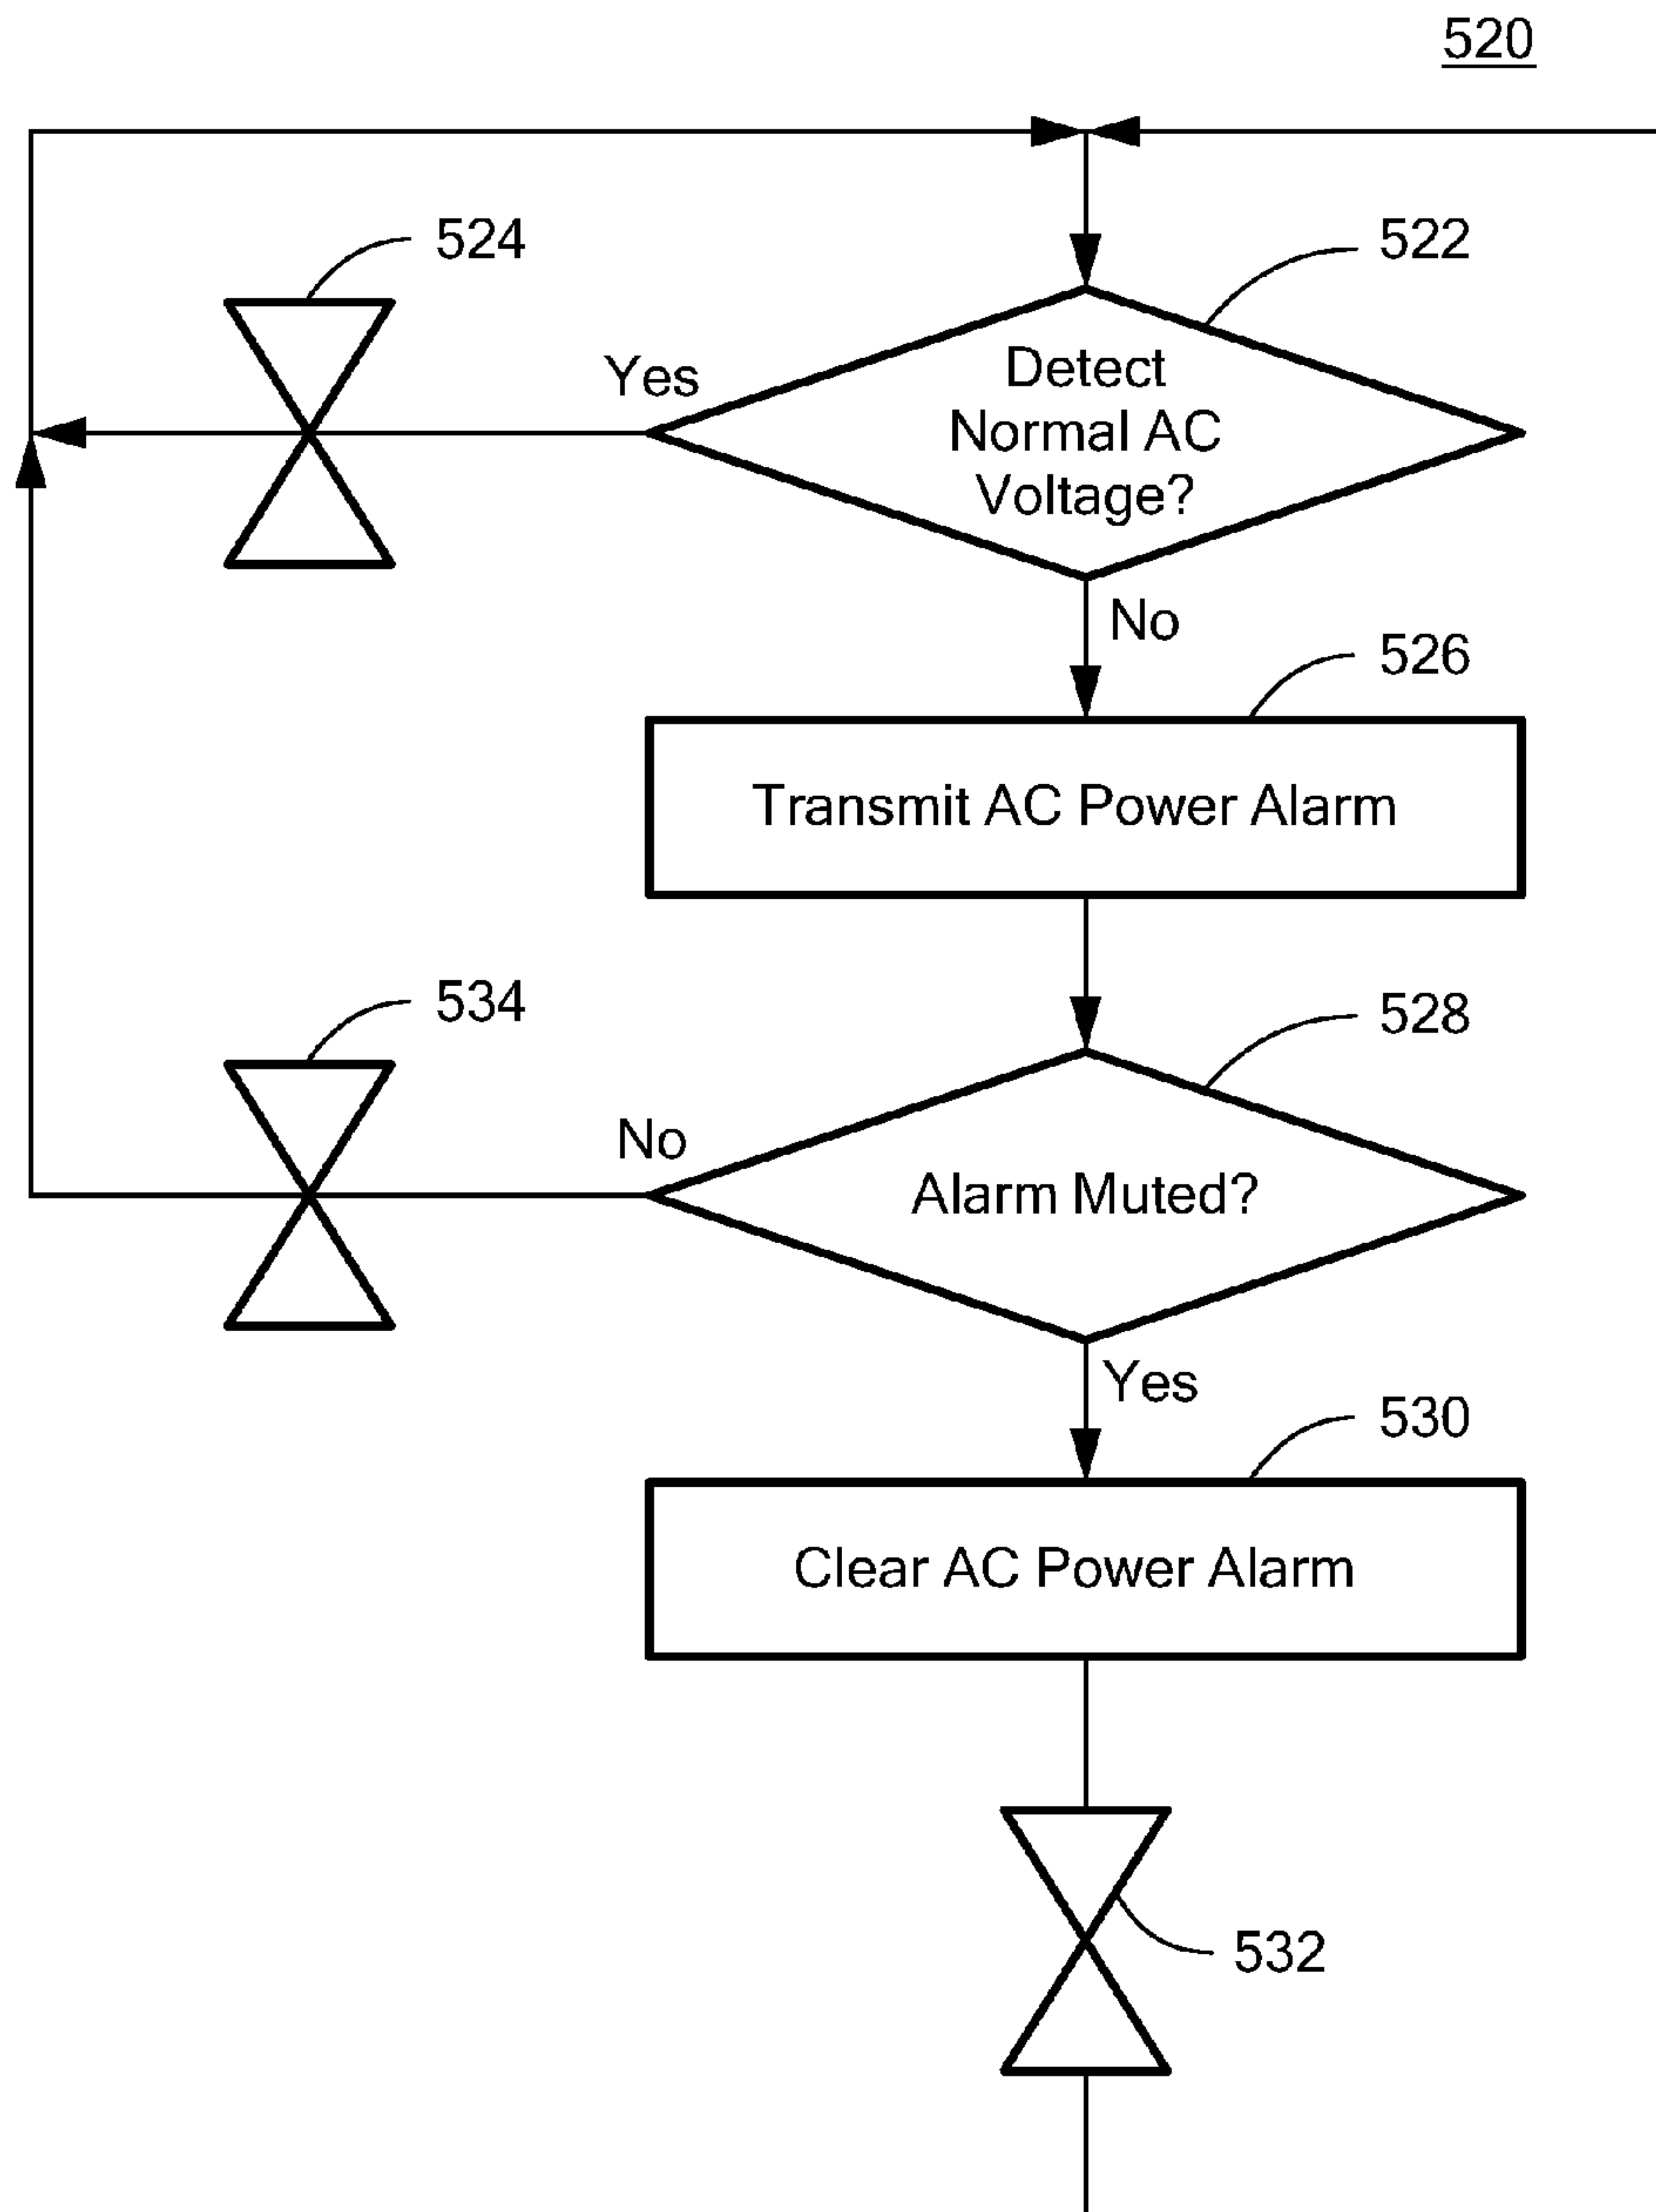 520
524
522
Yes
Detect
Normal AC
Voltage?
No
526
Transmit AC Power Alarm
534
528
No
Alarm Muted?
Yes
530
Clear AC Power Alarm
532